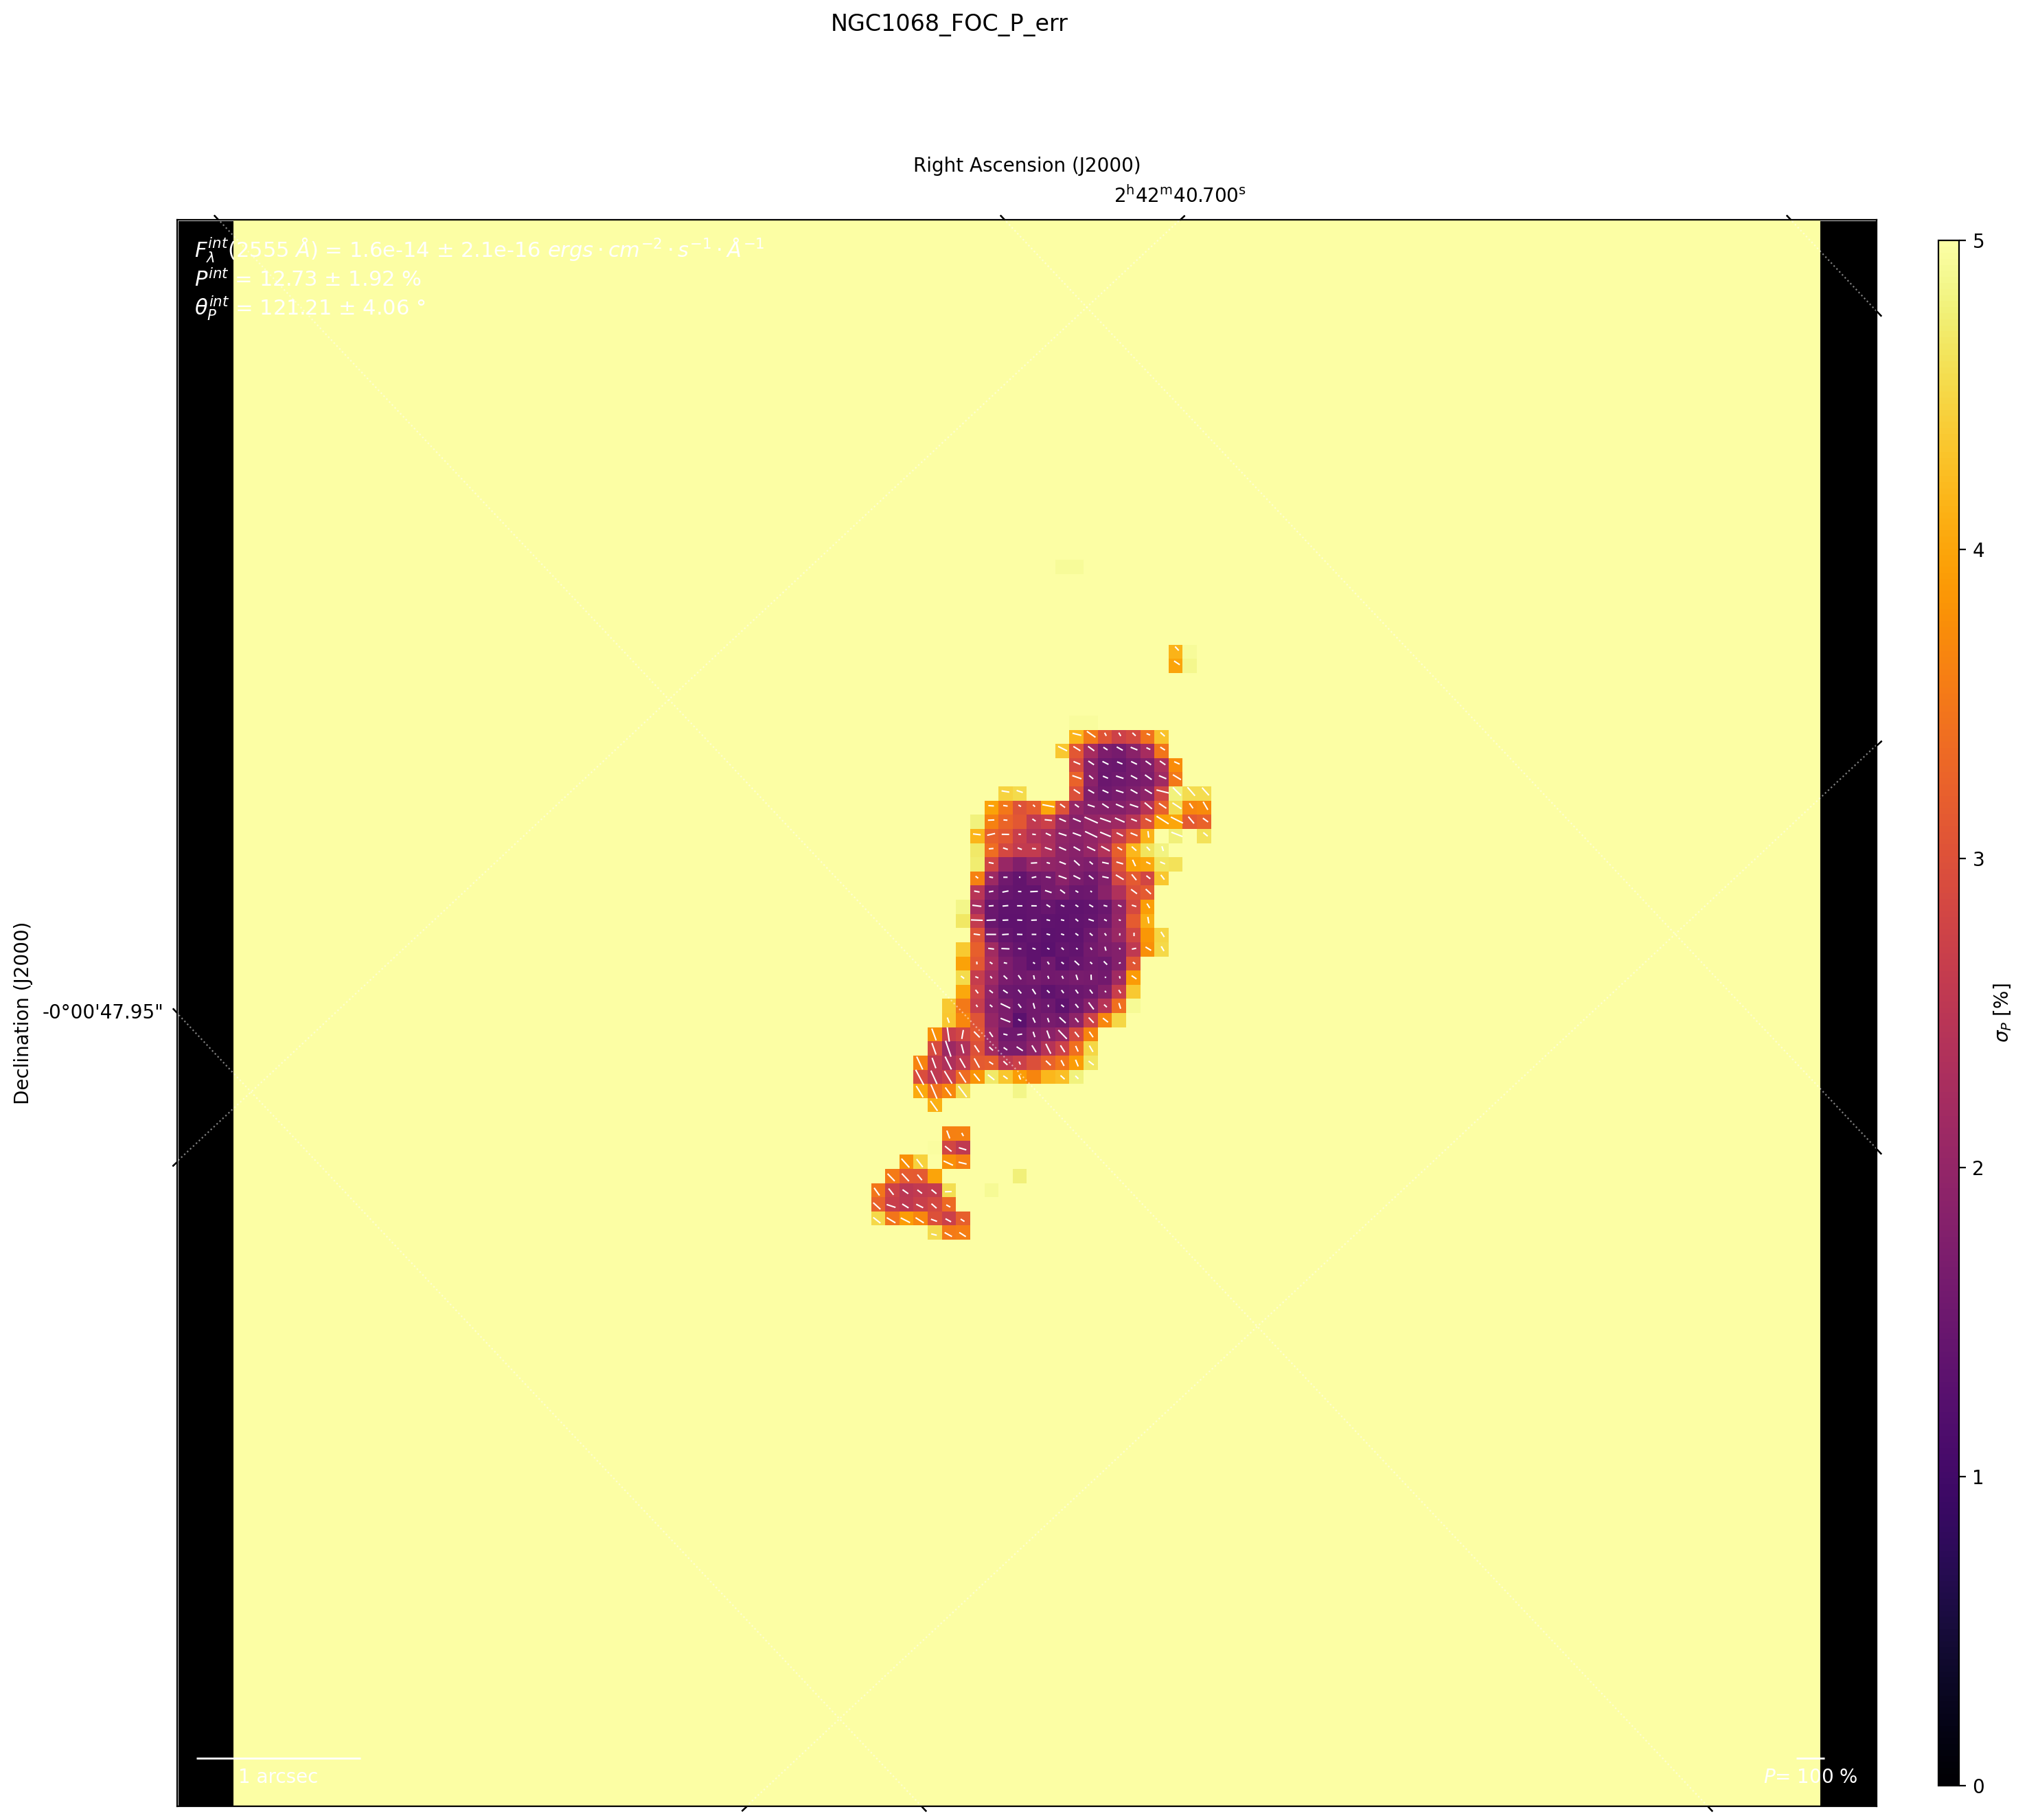 NGC1068_FOC_P_err
Right Ascension (J2000)
2ʰ42ᵐ40.700ˢ
F_λ^int (2555 Å) = 1.6e-14 ± 2.1e-16 ergs · cm⁻² · s⁻¹ · Å⁻¹
P^int = 12.73 ± 1.92 %
θ_P^int = 121.21 ± 4.06 °
Declination (J2000)
-0°00'47.95"
1 arcsec
P= 100 %
5
4
3
2
1
0
σ_P [%]